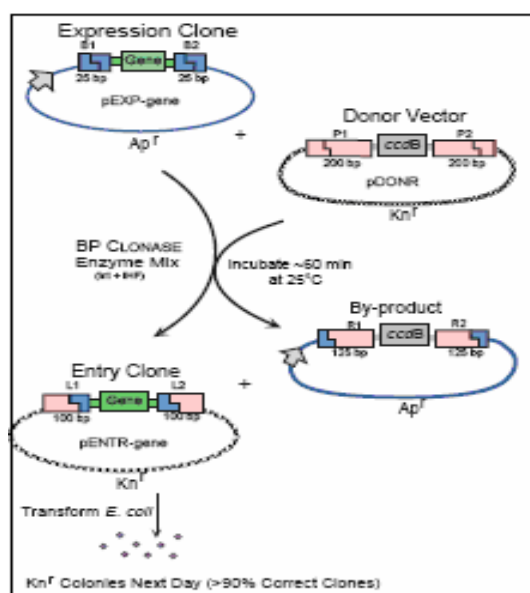 Expression Clone
B1 B2
Gene
25 bp 25 bp
pEXP-gene
Apr
+
Donor Vector
P1 P2
ccdB
200 bp 200 bp
pDONR
Knr
BP CLONASE
Enzyme Mix
(Int + IHF)
Incubate ~60 min
at 25°C
By-product
R1 R2
ccdB
125 bp 125 bp
Apr
Entry Clone
L1 L2
Gene
100 bp 100 bp
pENTR-gene
Knr
+
Transform E. coli
Knr Colonies Next Day (>90% Correct Clones)